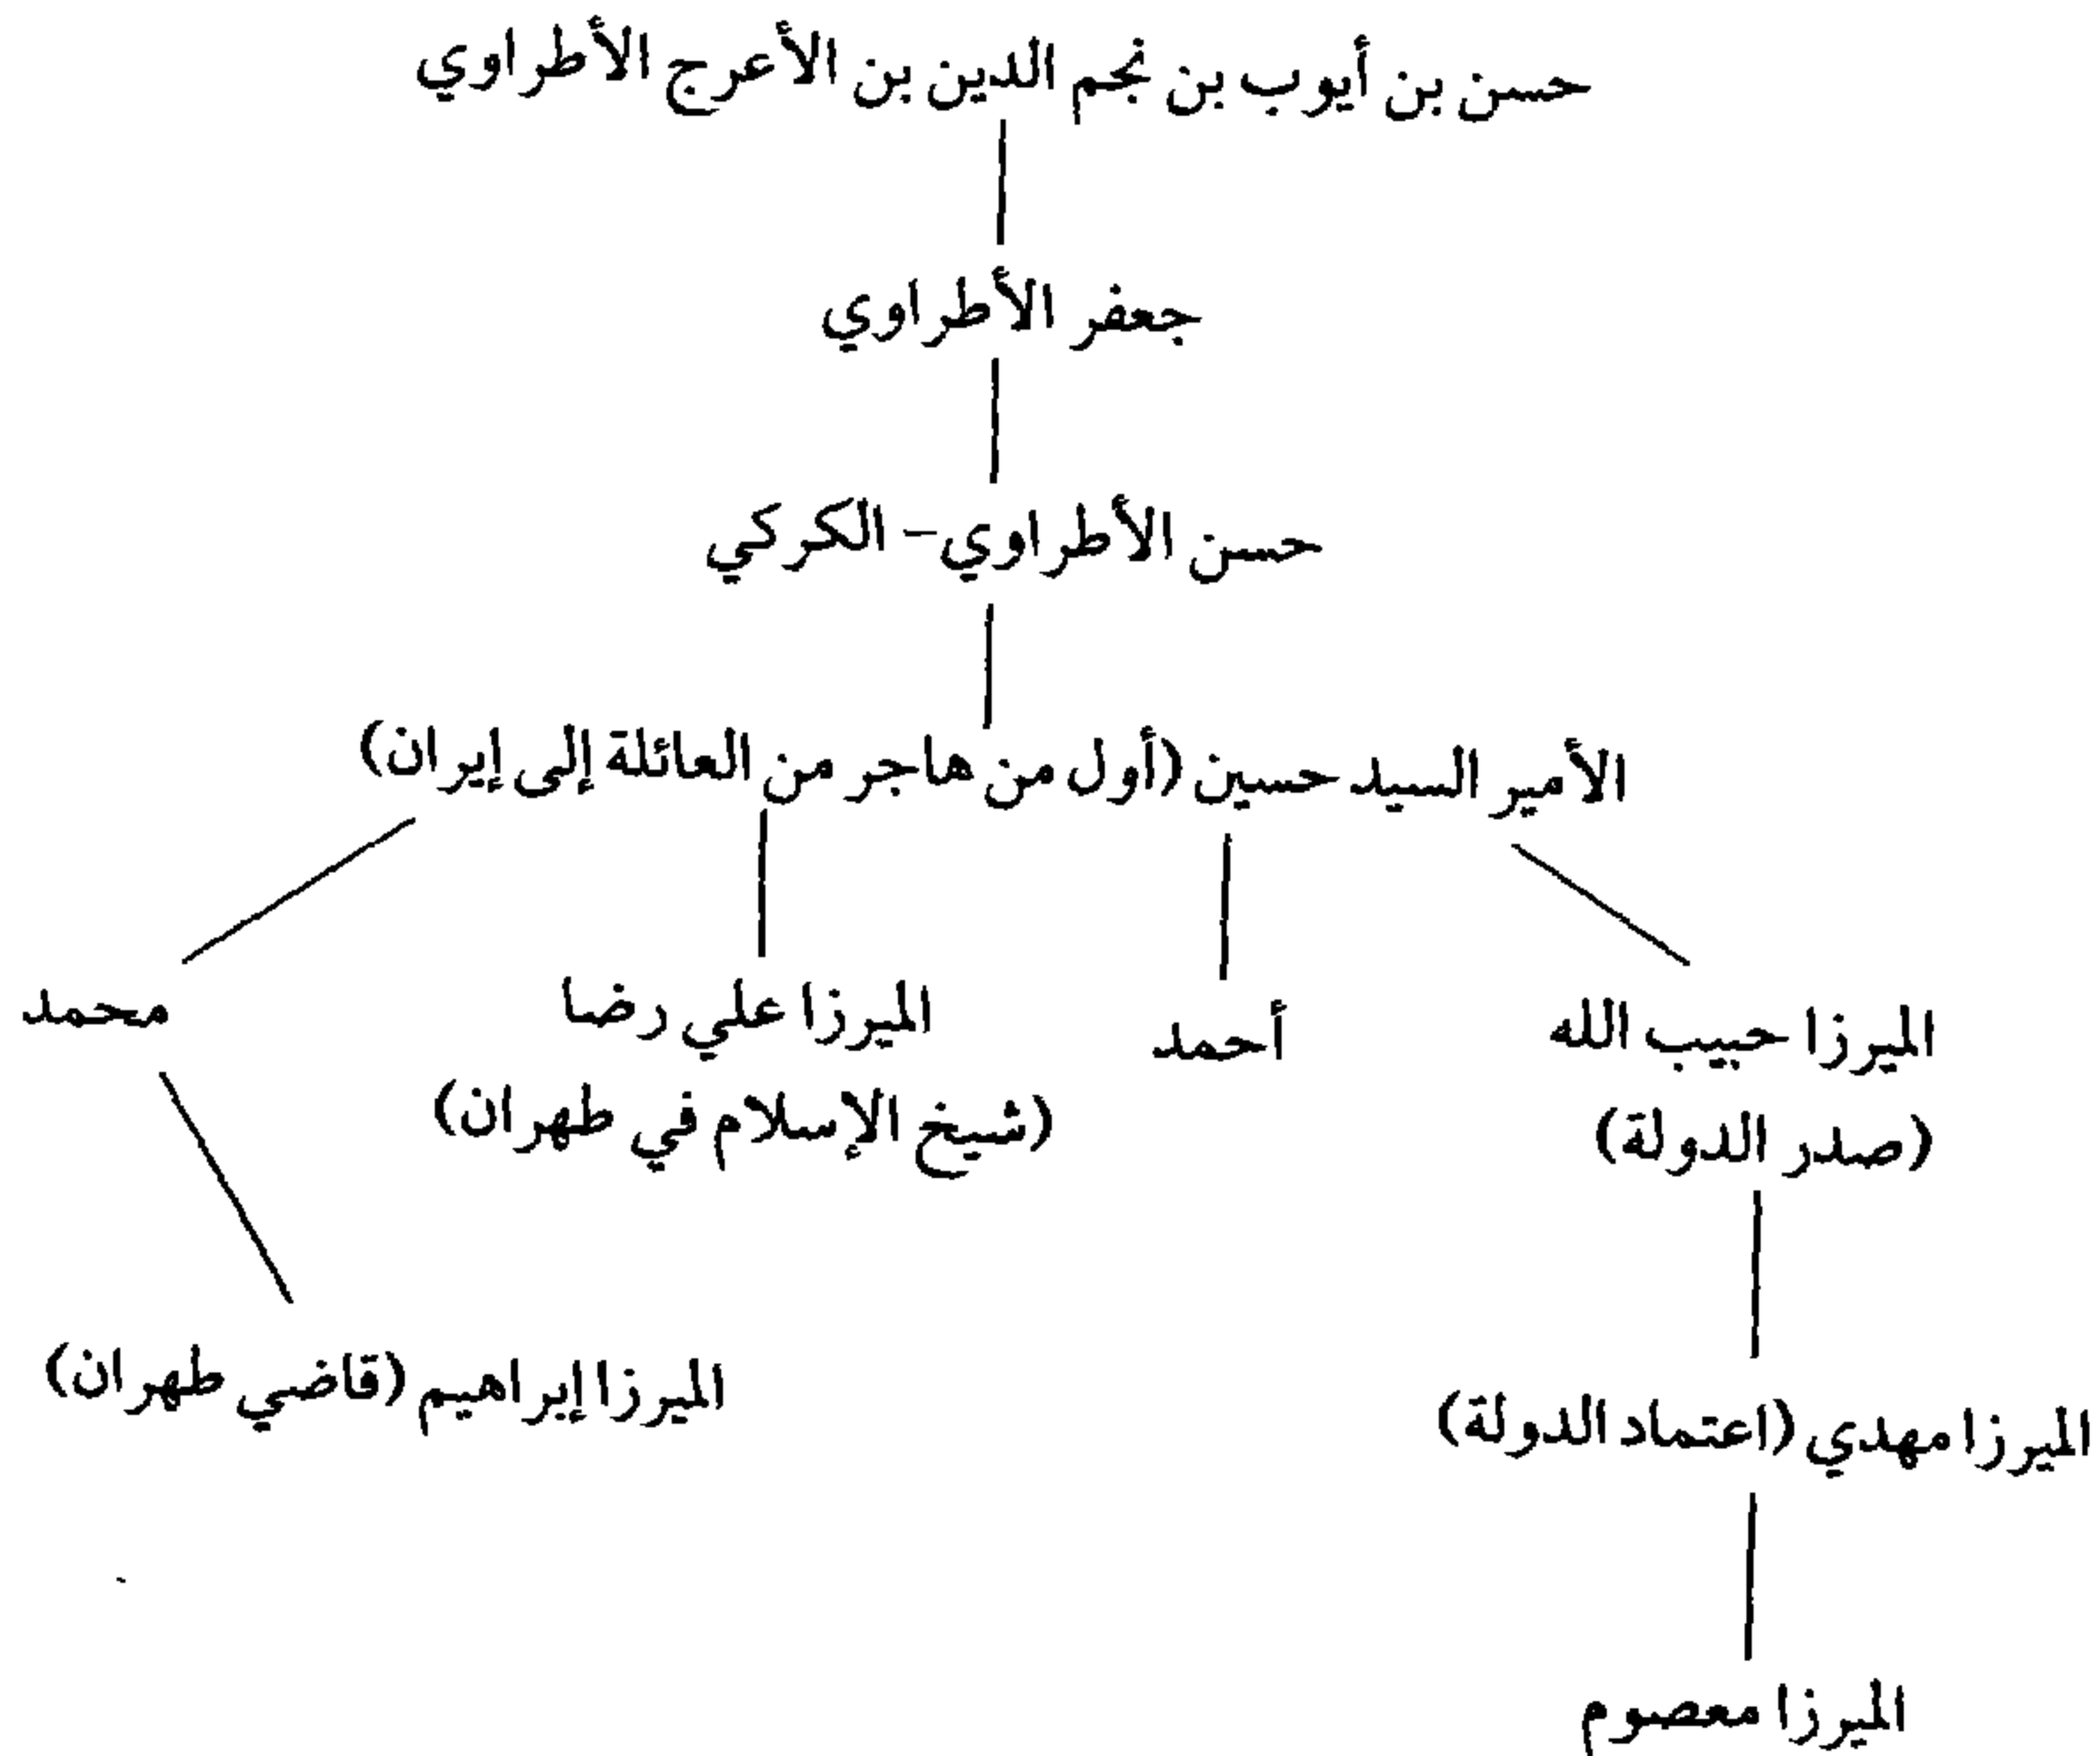 حسن بن أيوب بن نجم الدين بن الأعرج الأطراوي
جعفر الأطراوي
حسن الأطراوي - الكركي
الأمير السيد حسين (أول من هاجر من العائلة إلى إيران)
الميرزا حبيب الله
(صدر الدولة)
أحمد
الميرزا علي رضا
(شيخ الإسلام في طهران)
محمد
الميرزا مهدي (اعتماد الدولة)
الميرزا إبراهيم (قاضي طهران)
الميرزا معصوم